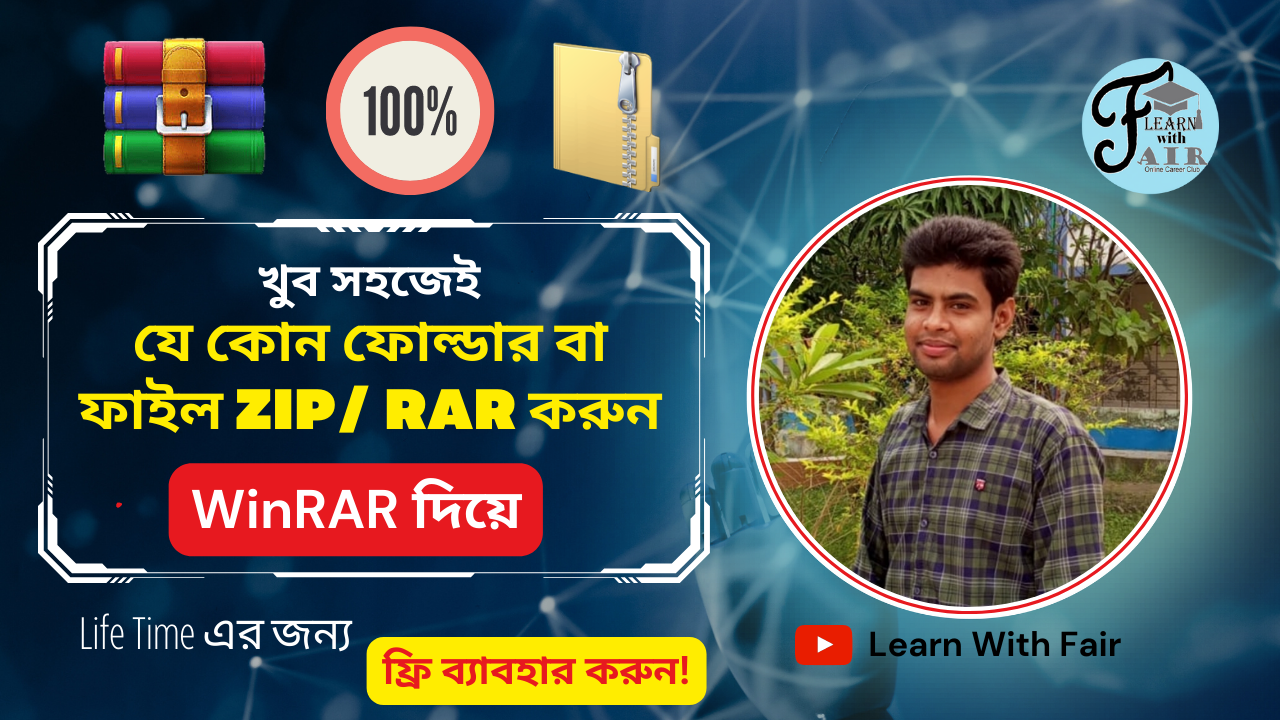 100%
LEARN
with
FAIR
Online Career Club
খুব সহজেই
যে কোন ফোল্ডার বা
ফাইল ZIP/ RAR করুন
WinRAR দিয়ে
Life Time এর জন্য
ফ্রি ব্যাবহার করুন!
Learn With Fair